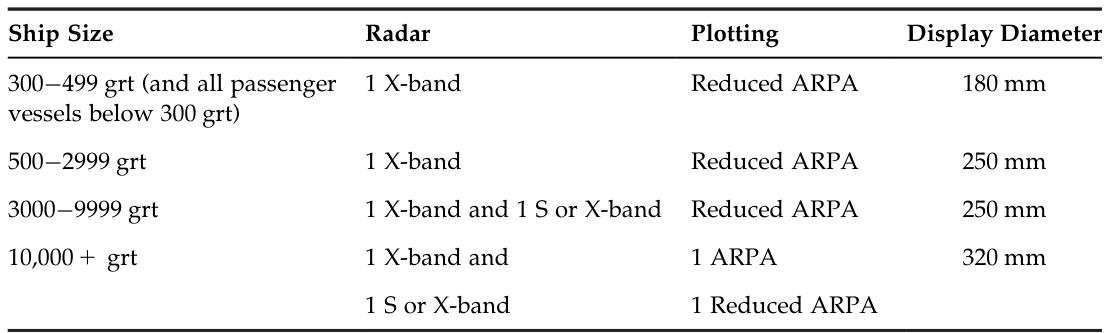 Ship Size Radar Plotting Display Diameter
300−499 grt (and all passenger 1 X-band Reduced ARPA 180 mm
vessels below 300 grt)
500−2999 grt 1 X-band Reduced ARPA 250 mm
3000−9999 grt 1 X-band and 1 S or X-band Reduced ARPA 250 mm
10,000 + grt 1 X-band and 1 ARPA 320 mm
1 S or X-band 1 Reduced ARPA